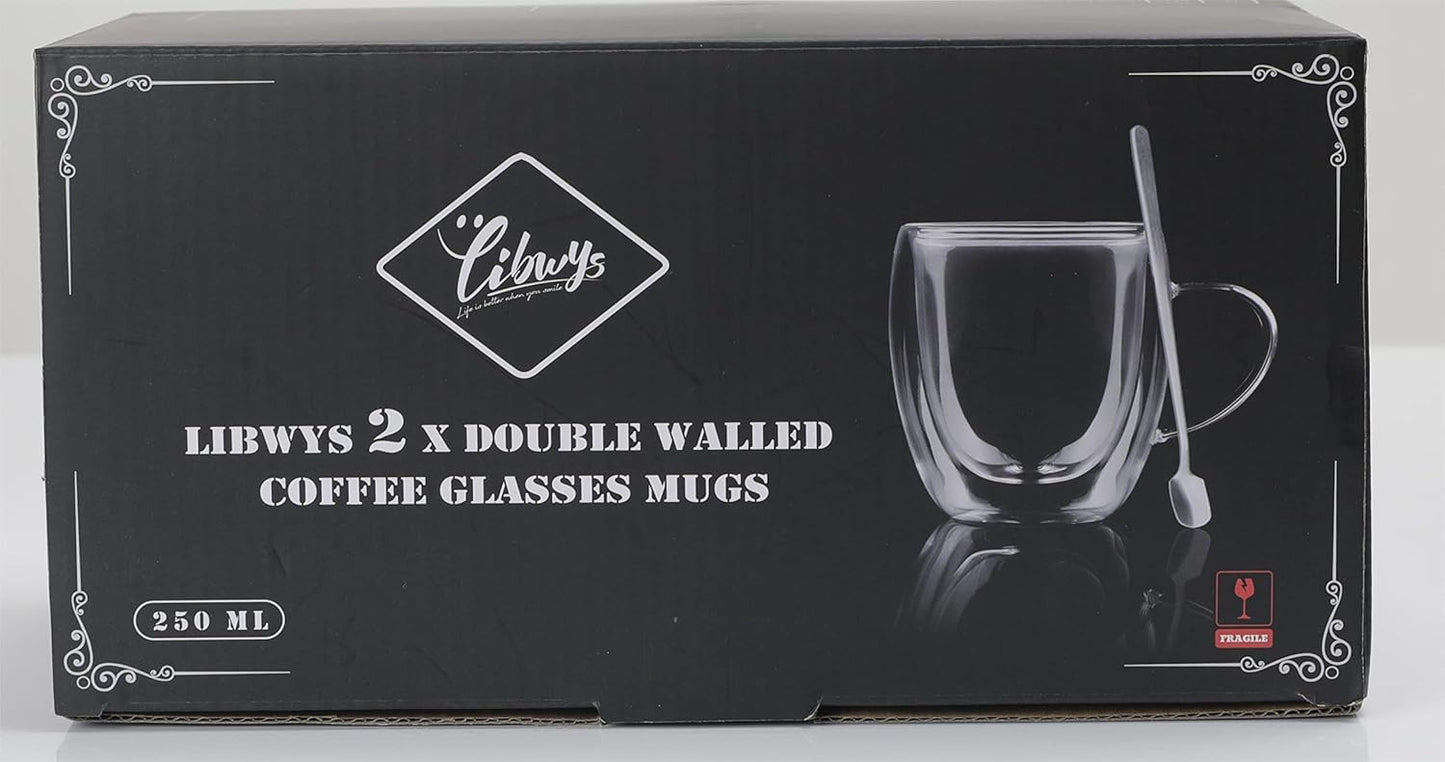 Libwys
Life is better when you smile
LIBWYS 2 X DOUBLE WALLED
COFFEE GLASSES MUGS
250 ML
FRAGILE